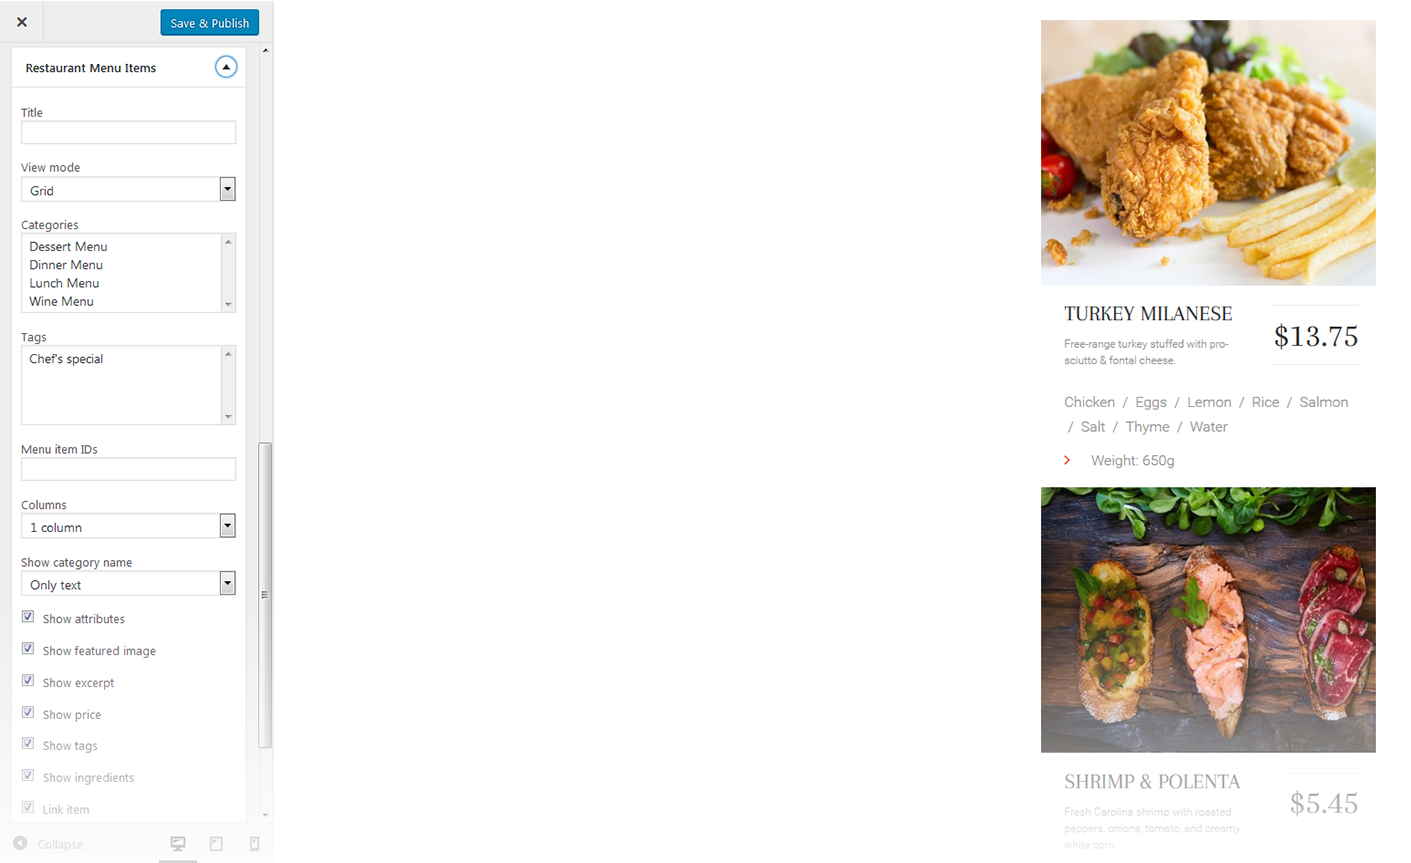 Save & Publish
Restaurant Menu Items
Title
View mode
Grid
Categories
Dessert Menu
Dinner Menu
Lunch Menu
Wine Menu
Tags
Chef's special
Menu item IDs
Columns
1 column
Show category name
Only text
Show attributes
Show featured image
Show excerpt
Show price
Show tags
Show ingredients
Link item
Collapse
TURKEY MILANESE
$13.75
Free-range turkey stuffed with pro-
sciutto & fontal cheese.
Chicken / Eggs / Lemon / Rice / Salmon
/ Salt / Thyme / Water
Weight: 650g
SHRIMP & POLENTA
$5.45
Fresh Carolina shrimp with roasted
peppers, onions, tomato, and creamy
white corn